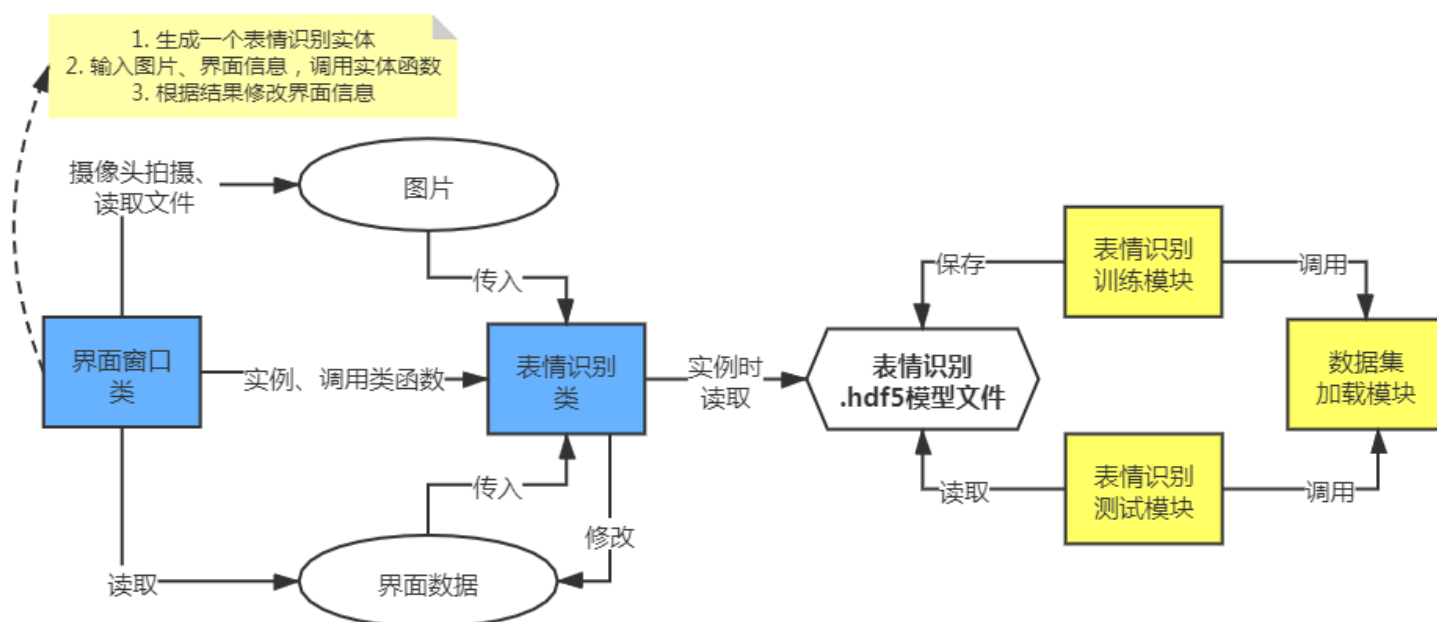 1. 生成一个表情识别实体
2. 输入图片、界面信息，调用实体函数
3. 根据结果修改界面信息
摄像头拍摄、
读取文件
图片
传入
界面窗口
类
实例、调用类函数
表情识别
类
实例时
读取
表情识别
.hdf5模型文件
保存
表情识别
训练模块
调用
数据集
加载模块
读取
表情识别
测试模块
调用
传入
修改
读取
界面数据